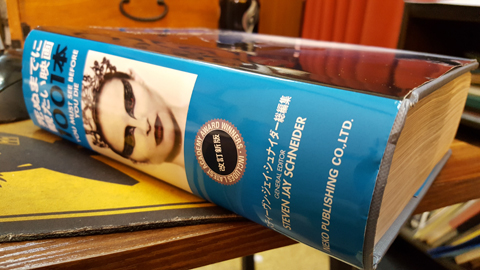 死ぬまでに
観たい映画
1001本
YOU MUST SEE BEFORE
YOU DIE
ACADEMY AWARD WINNERS • INCLUDES LATEST
改訂新版
スティーヴン・ジェイ・シュナイダー総編集
GENERAL EDITOR
STEVEN JAY SCHNEIDER
NEKO PUBLISHING CO.,LTD.